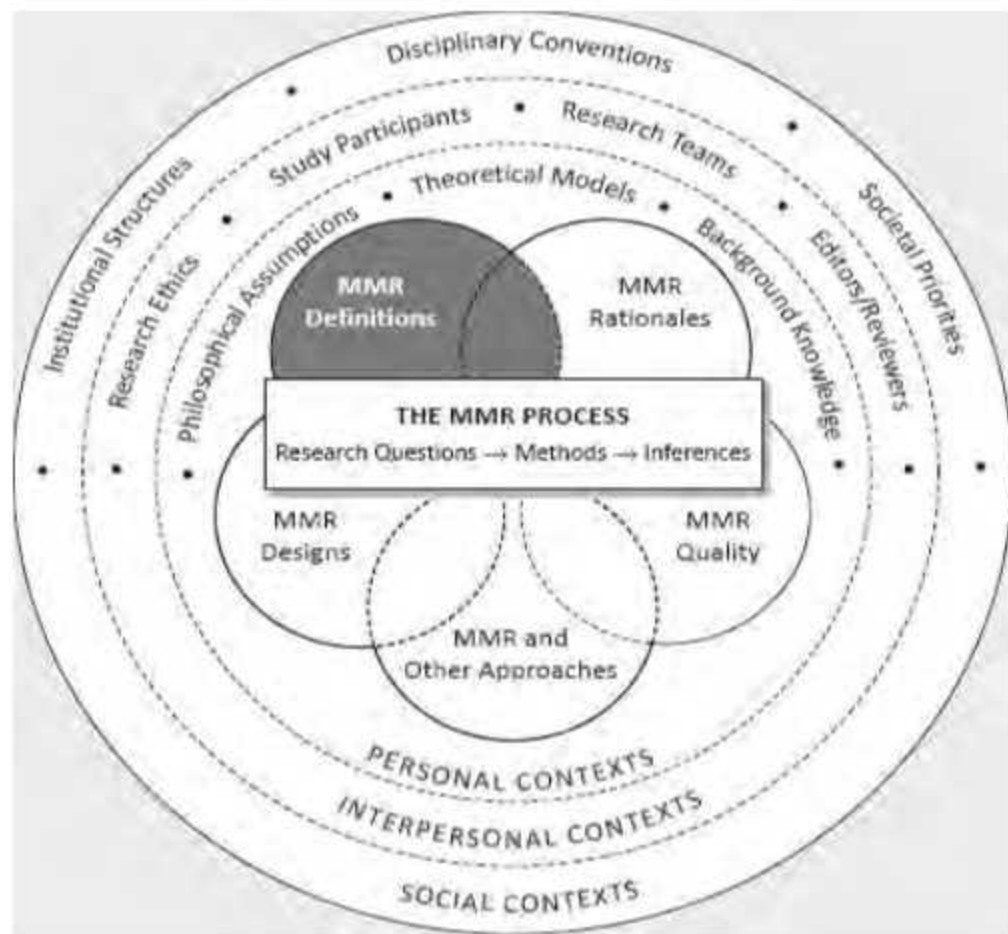 Disciplinary Conventions
Institutional Structures
Societal Priorities
Study Participants
Research Teams
Research Ethics
Editors/Reviewers
Philosophical Assumptions
Theoretical Models
Background Knowledge
MMR
Definitions
MMR
Rationales
THE MMR PROCESS
Research Questions → Methods → Inferences
MMR
Designs
MMR
Quality
MMR and
Other Approaches
PERSONAL CONTEXTS
INTERPERSONAL CONTEXTS
SOCIAL CONTEXTS